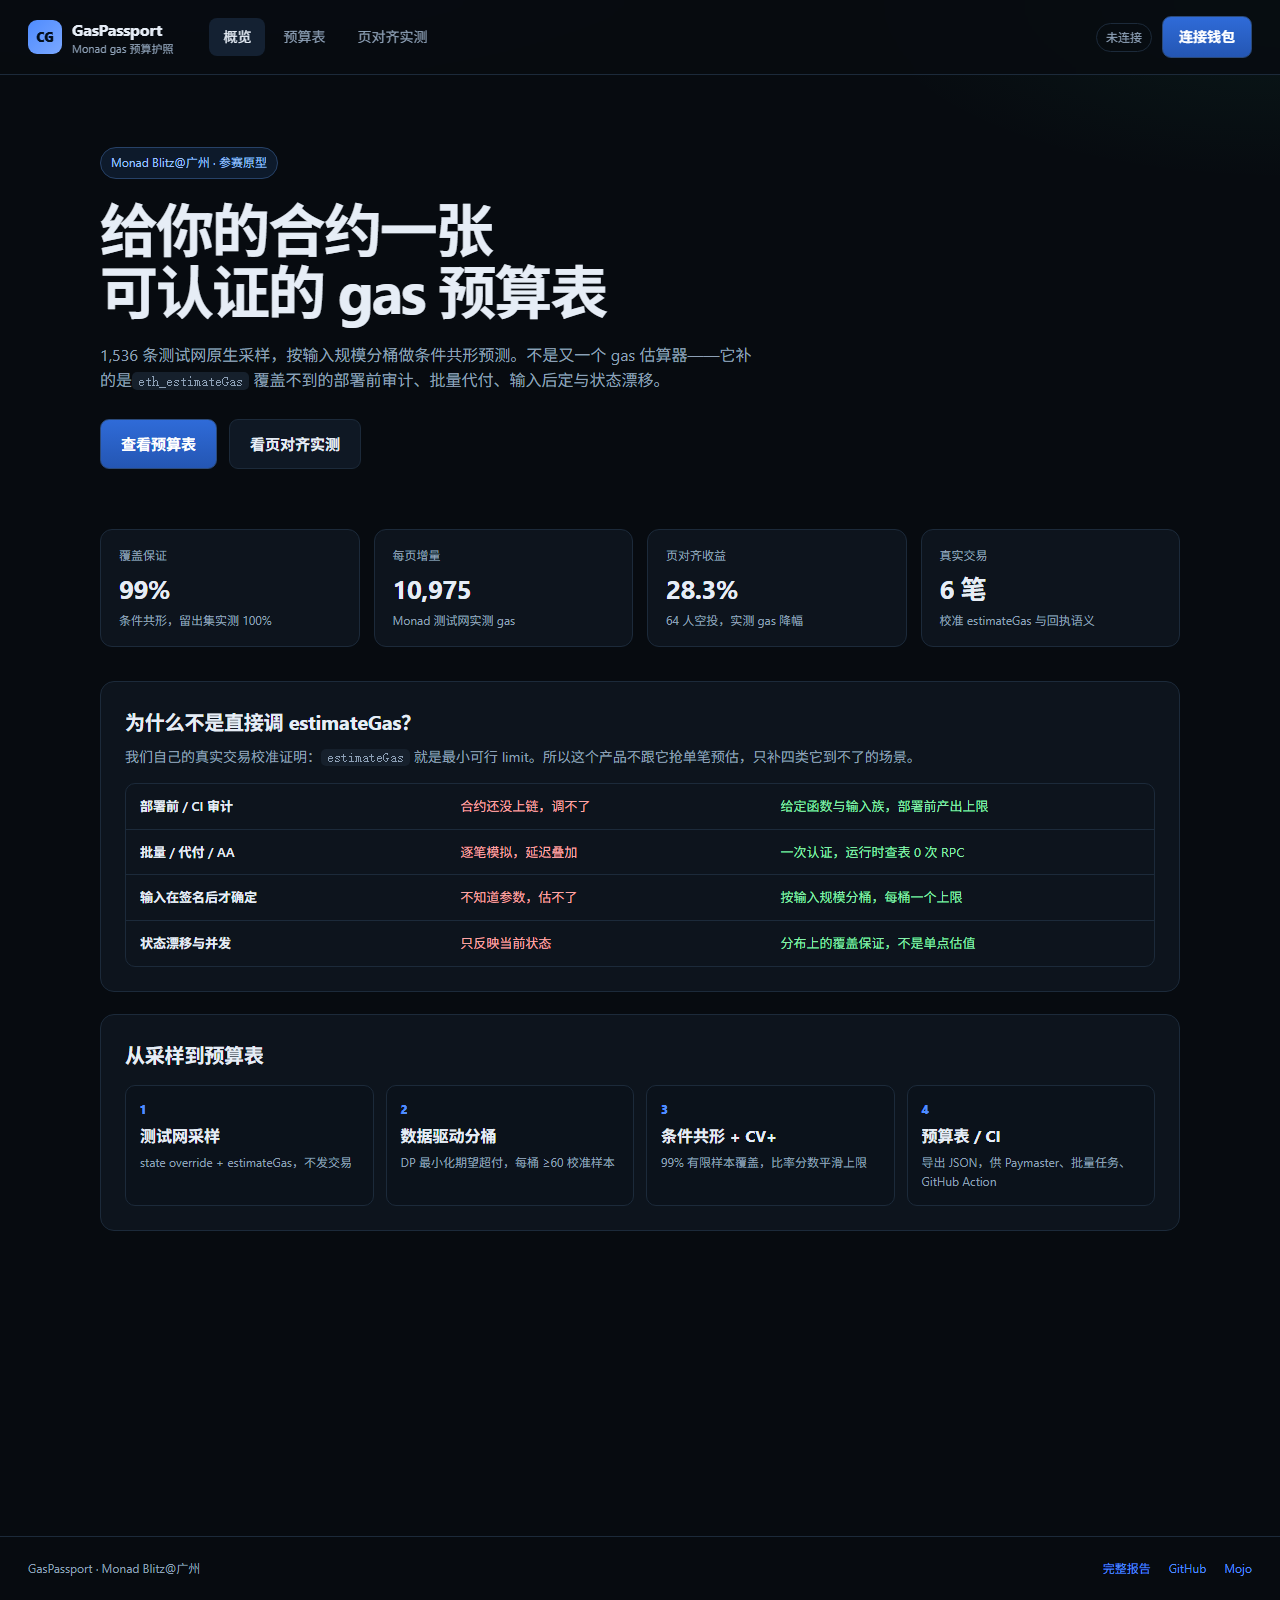 CG
GasPassport
Monad gas 预算护照
概览
预算表
页对齐实测
未连接
连接钱包
Monad Blitz@广州 · 参赛原型
给你的合约一张
可认证的 gas 预算表
1,536 条测试网原生采样，按输入规模分桶做条件共形预测。不是又一个 gas 估算器——它补
的是 eth_estimateGas 覆盖不到的部署前审计、批量代付、输入后定与状态漂移。
查看预算表
看页对齐实测
覆盖保证
99%
条件共形，留出集实测 100%
每页增量
10,975
Monad 测试网实测 gas
页对齐收益
28.3%
64 人空投，实测 gas 降幅
真实交易
6 笔
校准 estimateGas 与回执语义
为什么不是直接调 estimateGas？
我们自己的真实交易校准证明： estimateGas 就是最小可行 limit。所以这个产品不跟它抢单笔预估，只补四类它到不了的场景。
部署前 / CI 审计 合约还没上链，调不了 给定函数与输入族，部署前产出上限
批量 / 代付 / AA 逐笔模拟，延迟叠加 一次认证，运行时查表 0 次 RPC
输入在签名后才确定 不知道参数，估不了 按输入规模分桶，每桶一个上限
状态漂移与并发 只反映当前状态 分布上的覆盖保证，不是单点估值
从采样到预算表
1
测试网采样
state override + estimateGas，不发交易
2
数据驱动分桶
DP 最小化期望超付，每桶 ≥60 校准样本
3
条件共形 + CV+
99% 有限样本覆盖，比率分数平滑上限
4
预算表 / CI
导出 JSON，供 Paymaster、批量任务、
GitHub Action
GasPassport · Monad Blitz@广州
完整报告
GitHub
Mojo